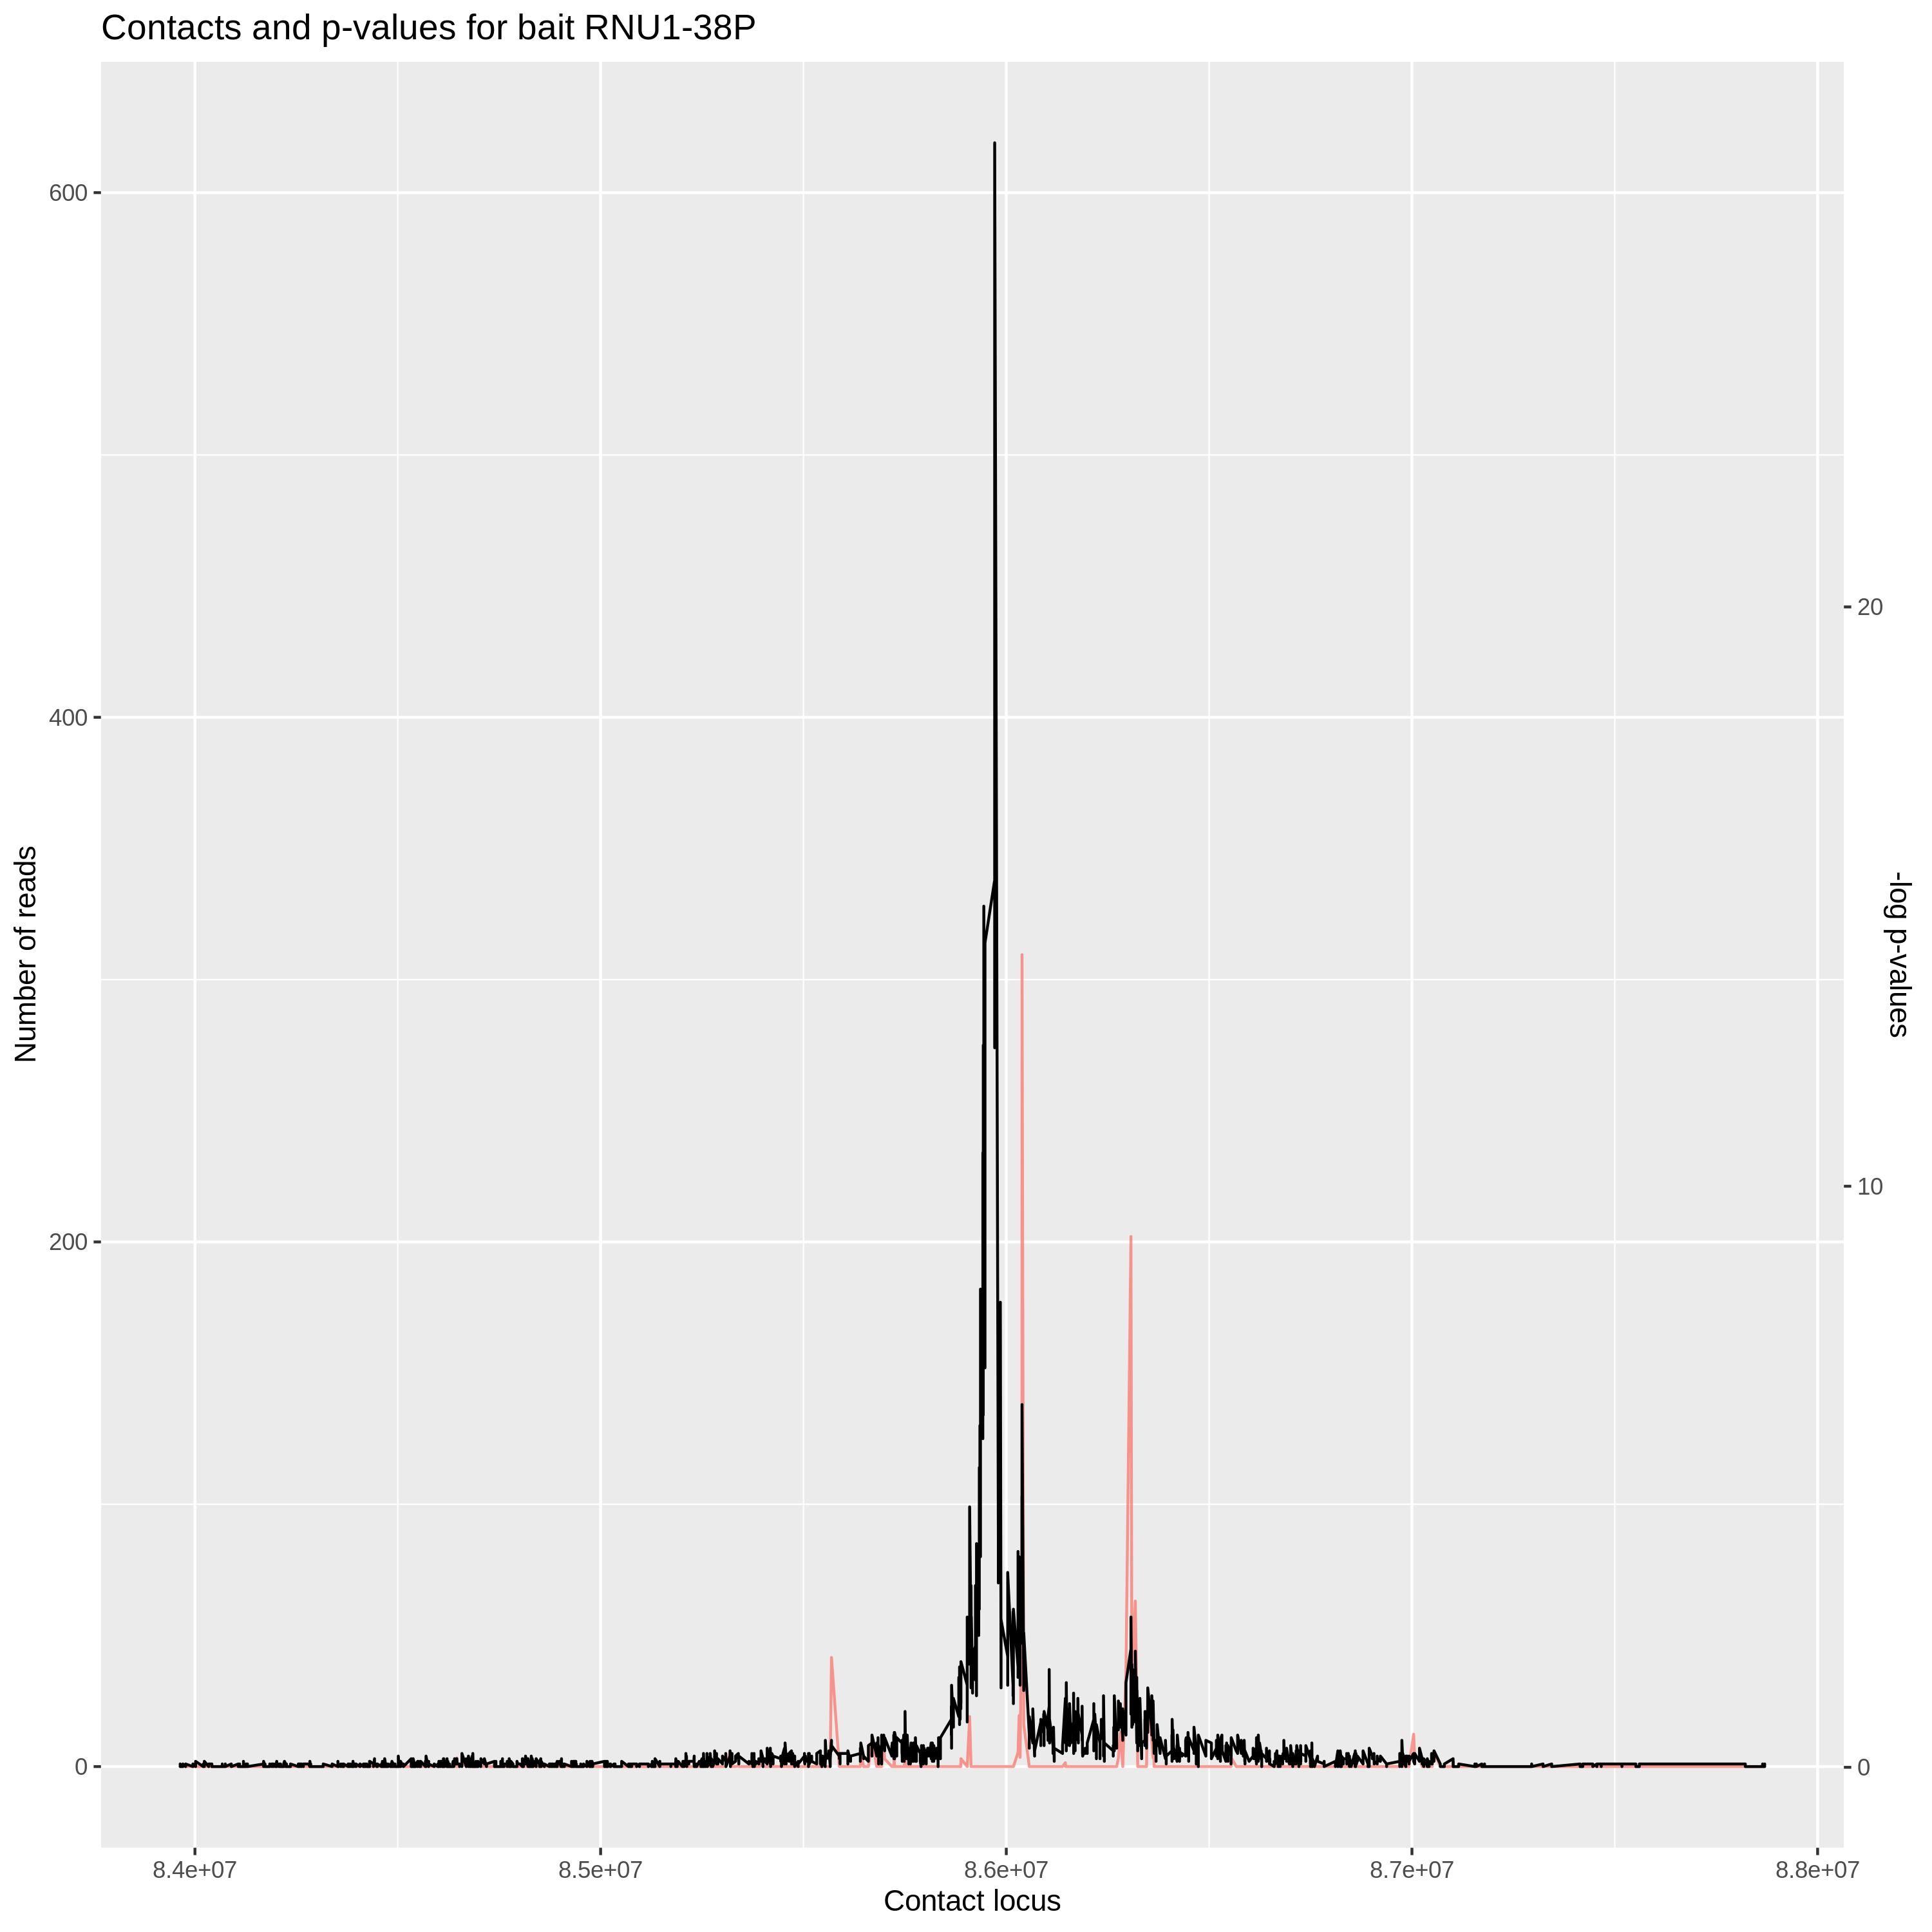 Contacts and p-values for bait RNU1-38P
600
400
200
0
Number of reads
20
10
0
-log p-values
8.4e+07
8.5e+07
8.6e+07
8.7e+07
8.8e+07
Contact locus